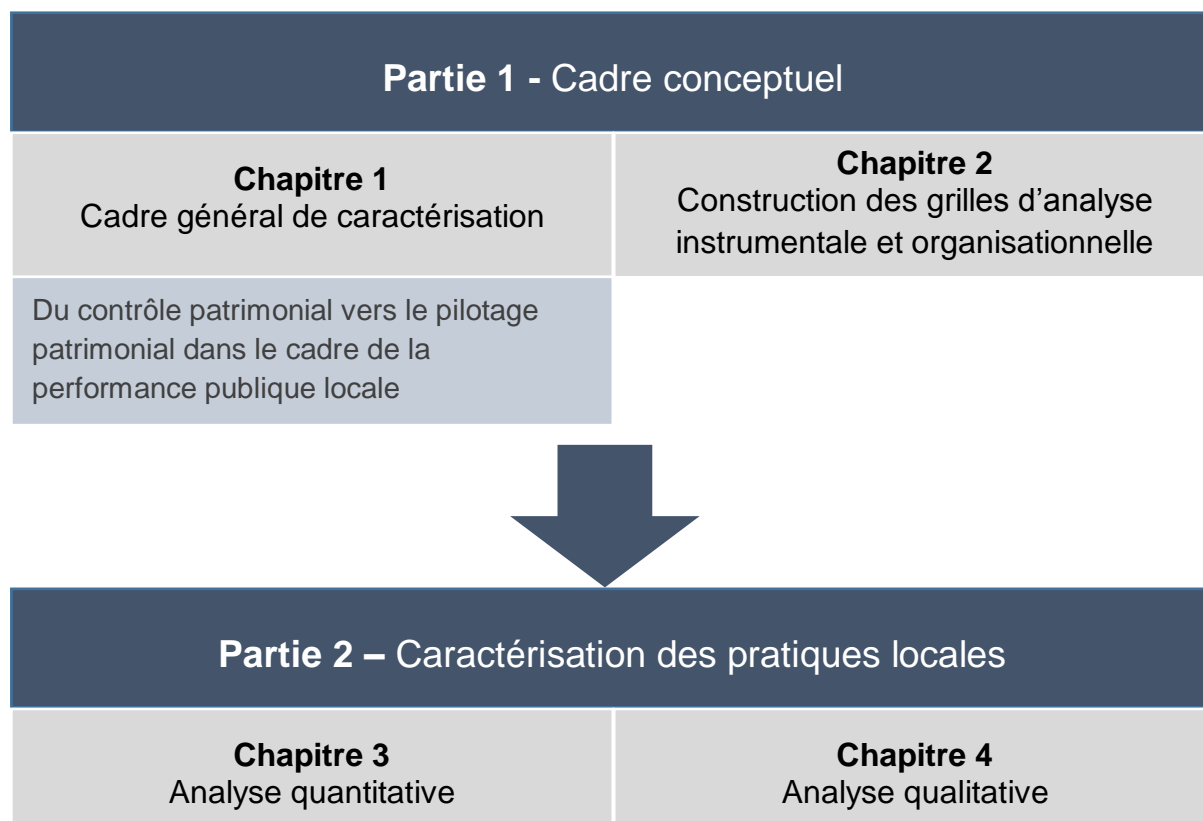 Partie 1 - Cadre conceptuel
Chapitre 1
Cadre général de caractérisation
Chapitre 2
Construction des grilles d’analyse
instrumentale et organisationnelle
Du contrôle patrimonial vers le pilotage
patrimonial dans le cadre de la
performance publique locale
Partie 2 – Caractérisation des pratiques locales
Chapitre 3
Analyse quantitative
Chapitre 4
Analyse qualitative